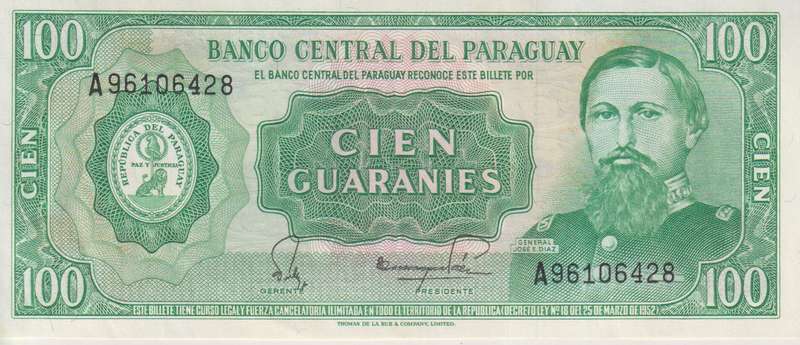 100
100
BANCO CENTRAL DEL PARAGUAY
EL BANCO CENTRAL DEL PARAGUAY RECONOCE ESTE BILLETE POR
A96106428
CIEN
CIEN
REPUBLICA DEL PARAGUAY
PAZ Y JUSTICIA
CIEN
GUARANIES
GENERAL
JOSE E. DIAZ
A96106428
GERENTE
PRESIDENTE
100
100
ESTE BILLETE TIENE CURSO LEGAL Y FUERZA CANCELATORIA ILIMITADA EN TODO EL TERRITORIO DE LA REPUBLICA (DECRETO LEY Nº 18 DE 25 DE MARZO DE 1952)
THOMAS DE LA RUE & COMPANY, LIMITED.